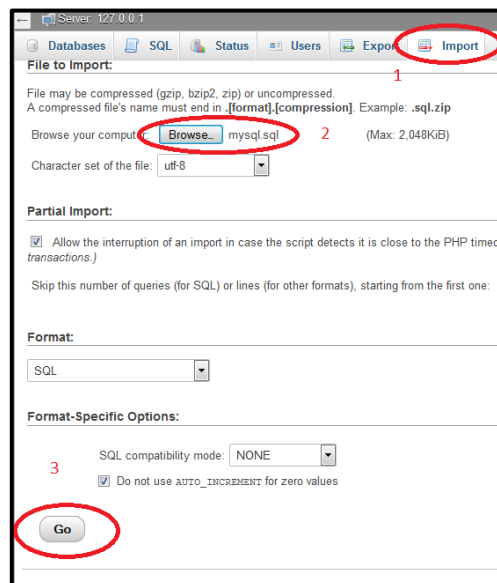 Server: 127.0.0.1
Databases SQL Status Users Export Import
1
File to Import:
File may be compressed (gzip, bzip2, zip) or uncompressed.
A compressed file's name must end in .[format].[compression]. Example: .sql.zip
Browse your computer: Browse... mysql.sql 2 (Max: 2,048KiB)
Character set of the file: utf-8
Partial Import:
Allow the interruption of an import in case the script detects it is close to the PHP
transactions.)
Skip this number of queries (for SQL) or lines (for other formats), starting from the first one:
Format:
SQL
Format-Specific Options:
SQL compatibility mode: NONE
3
Do not use AUTO_INCREMENT for zero values
Go